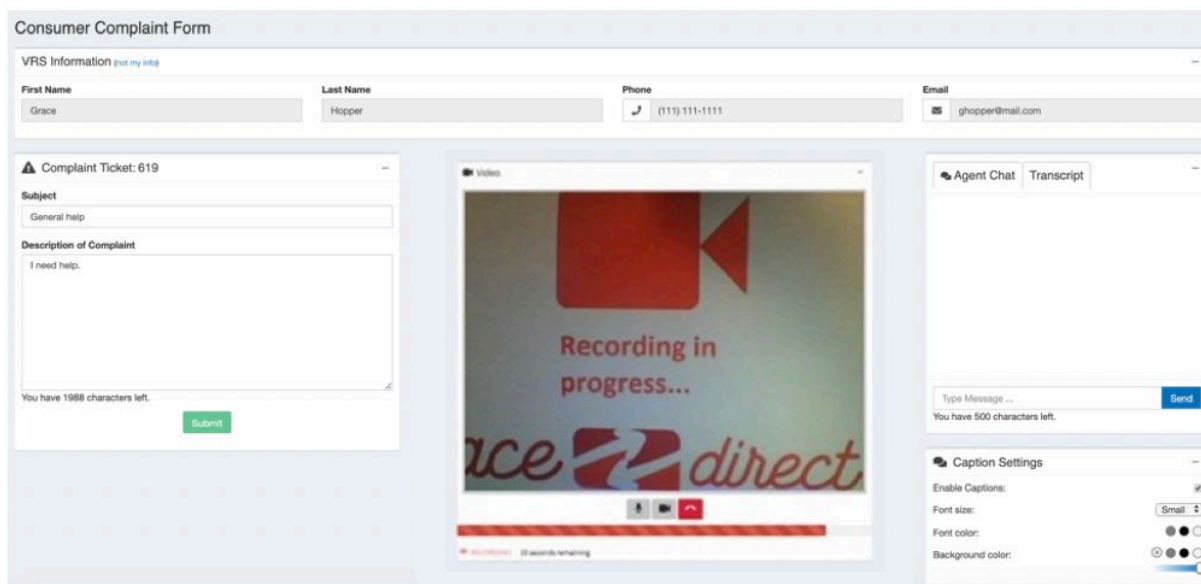 Consumer Complaint Form
VRS Information (not my info)
First Name
Last Name
Phone
Email
Grace
Hopper
(111) 111-1111
ghopper@mail.com
Complaint Ticket: 619
Subject
General help
Description of Complaint
I need help.
You have 1988 characters left.
Submit
Video
Recording in
progress...
ace direct
RECORDING 10 seconds remaining
Agent Chat Transcript
Type Message ... Send
You have 500 characters left.
Caption Settings
Enable Captions:
Font size: Small
Font color:
Background color: